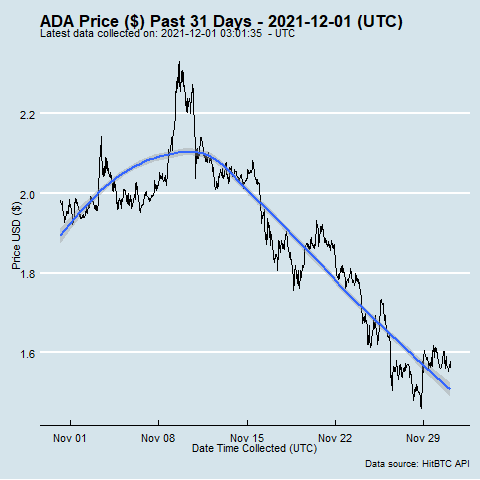 ADA Price ($) Past 31 Days - 2021-12-01 (UTC)
Latest data collected on: 2021-12-01 03:01:35  - UTC
Price USD ($)
2.2
2.0
1.8
1.6
Nov 01
Nov 08
Nov 15
Nov 22
Nov 29
Date Time Collected (UTC)
Data source: HitBTC API